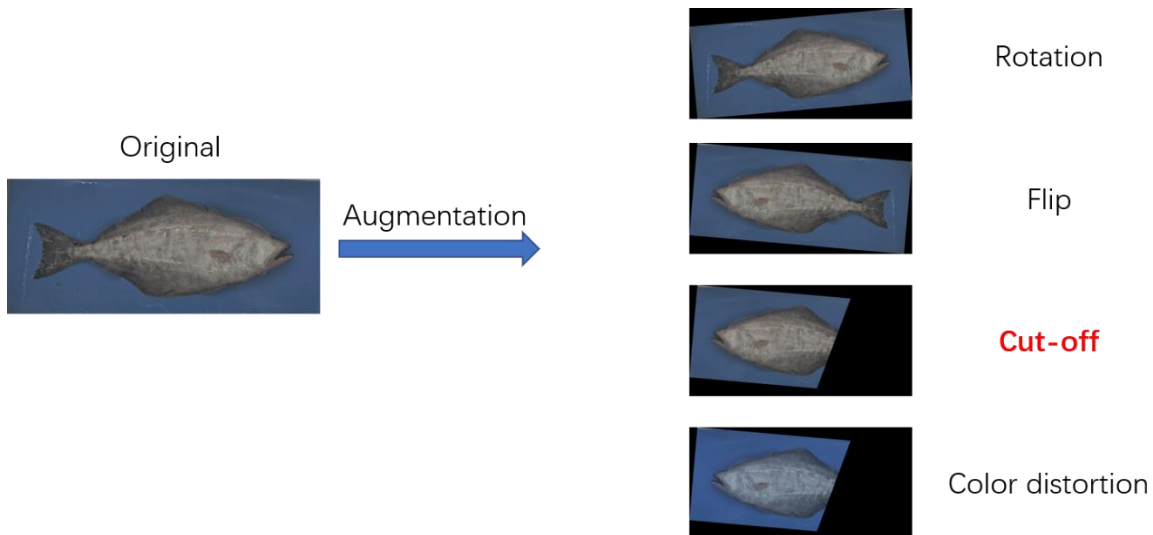 Original
Augmentation
Rotation
Flip
Cut-off
Color distortion